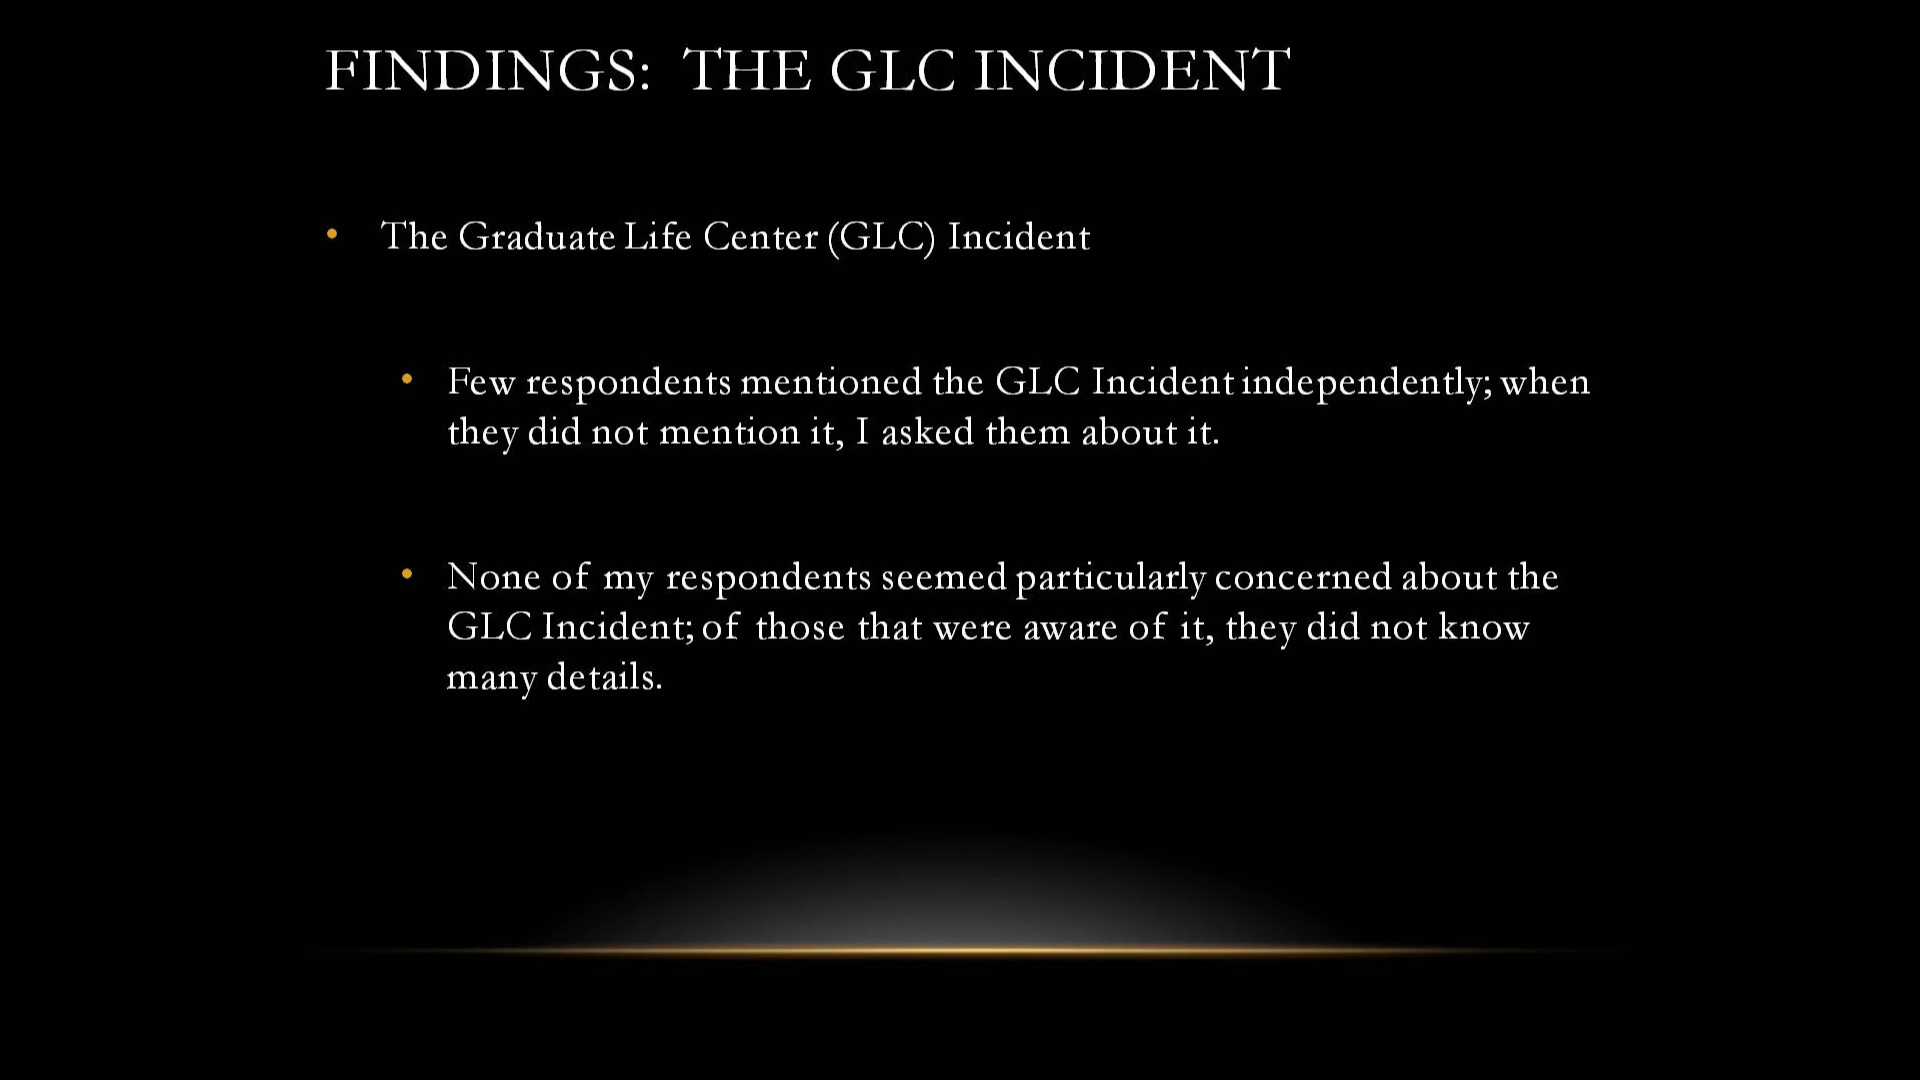 FINDINGS: THE GLC INCIDENT
• The Graduate Life Center (GLC) Incident
• Few respondents mentioned the GLC Incident independently; when
they did not mention it, I asked them about it.
• None of my respondents seemed particularly concerned about the
GLC Incident; of those that were aware of it, they did not know
many details.